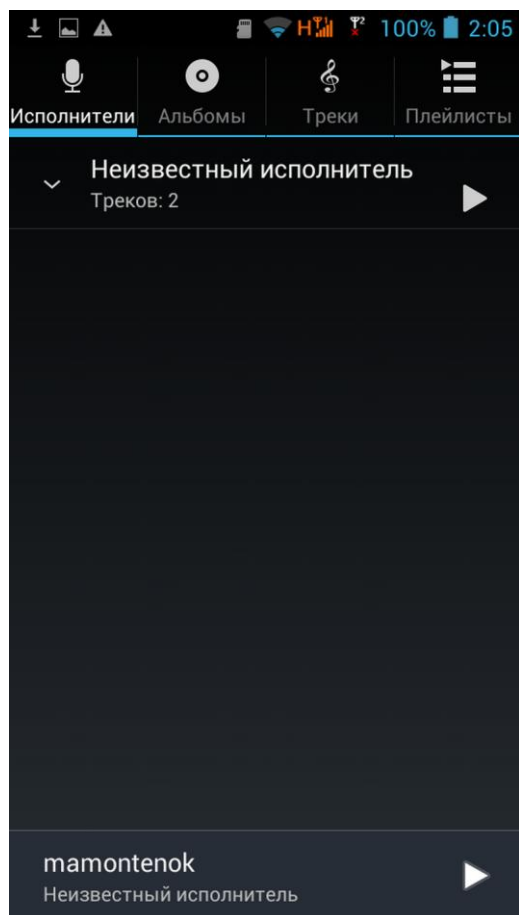 H 100% 2:05
Исполнители Альбомы Треки Плейлисты
Неизвестный исполнитель
Треков: 2
mamontenok
Неизвестный исполнитель